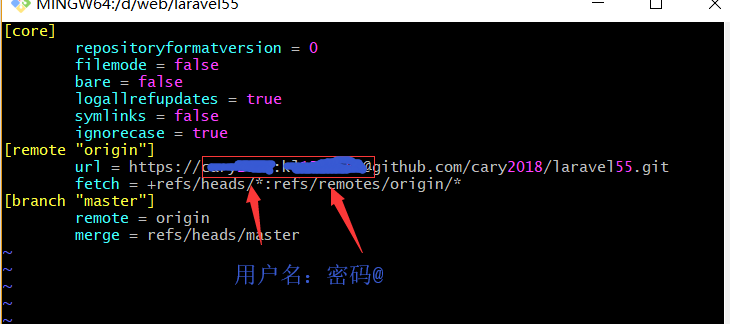 MINGW64:/d/web/laravel55
[core]
repositoryformatversion = 0
filemode = false
bare = false
logallrefupdates = true
symlinks = false
ignorecase = true
[remote "origin"]
url = https://:@github.com/cary2018/laravel55.git
fetch = +refs/heads/*:refs/remotes/origin/*
[branch "master"]
remote = origin
merge = refs/heads/master
~
~
~
~
~
用户名：密码@